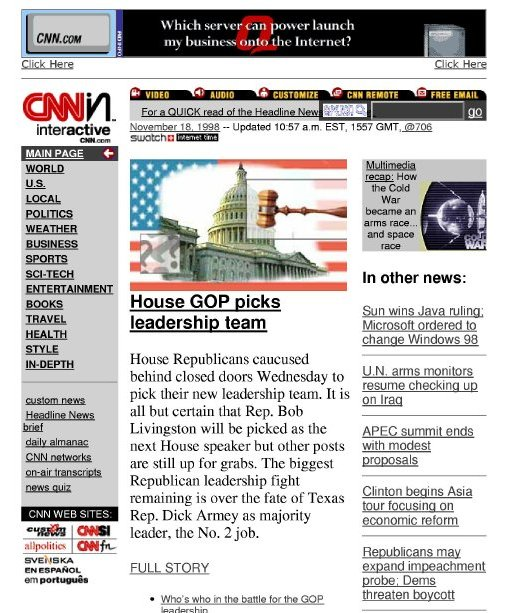 CNN.COM
Which server can power launch
my business onto the Internet?
Click Here
Click Here
CNNin
interactive
CNN.com
VIDEO
AUDIO
CUSTOMIZE
CNN REMOTE
FREE EMAIL
For a QUICK read of the Headline News
go
November 18, 1998 -- Updated 10:57 a.m. EST, 1557 GMT, @706
swatch internet time
MAIN PAGE
WORLD
U.S.
LOCAL
POLITICS
WEATHER
BUSINESS
SPORTS
SCI-TECH
ENTERTAINMENT
BOOKS
TRAVEL
HEALTH
STYLE
IN-DEPTH
custom news
Headline News
brief
daily almanac
CNN networks
on-air transcripts
news quiz
CNN WEB SITES:
custom news
CNNSI
allpolitics
CNNfn
SVENSKA
EN ESPAÑOL
em português
House GOP picks
leadership team
House Republicans caucused
behind closed doors Wednesday to
pick their new leadership team. It is
all but certain that Rep. Bob
Livingston will be picked as the
next House speaker but other posts
are still up for grabs. The biggest
Republican leadership fight
remaining is over the fate of Texas
Rep. Dick Armey as majority
leader, the No. 2 job.
FULL STORY
• Who's who in the battle for the GOP
leadership
Multimedia
recap: How
the Cold
War
became an
arms race...
and space
race
COLD
WAR
In other news:
Sun wins Java ruling;
Microsoft ordered to
change Windows 98
U.N. arms monitors
resume checking up
on Iraq
APEC summit ends
with modest
proposals
Clinton begins Asia
tour focusing on
economic reform
Republicans may
expand impeachment
probe; Dems
threaten boycott